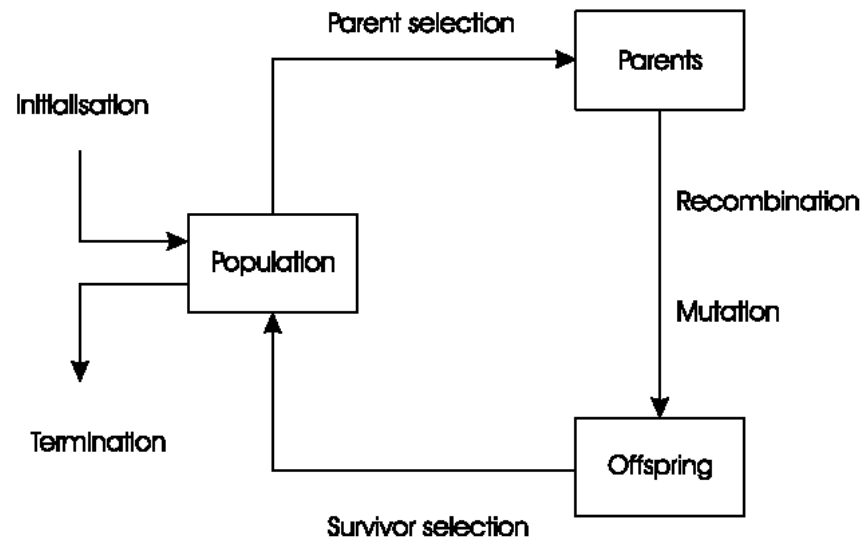 Parent selection
Parents
Initialisation
Recombination
Population
Mutation
Termination
Offspring
Survivor selection